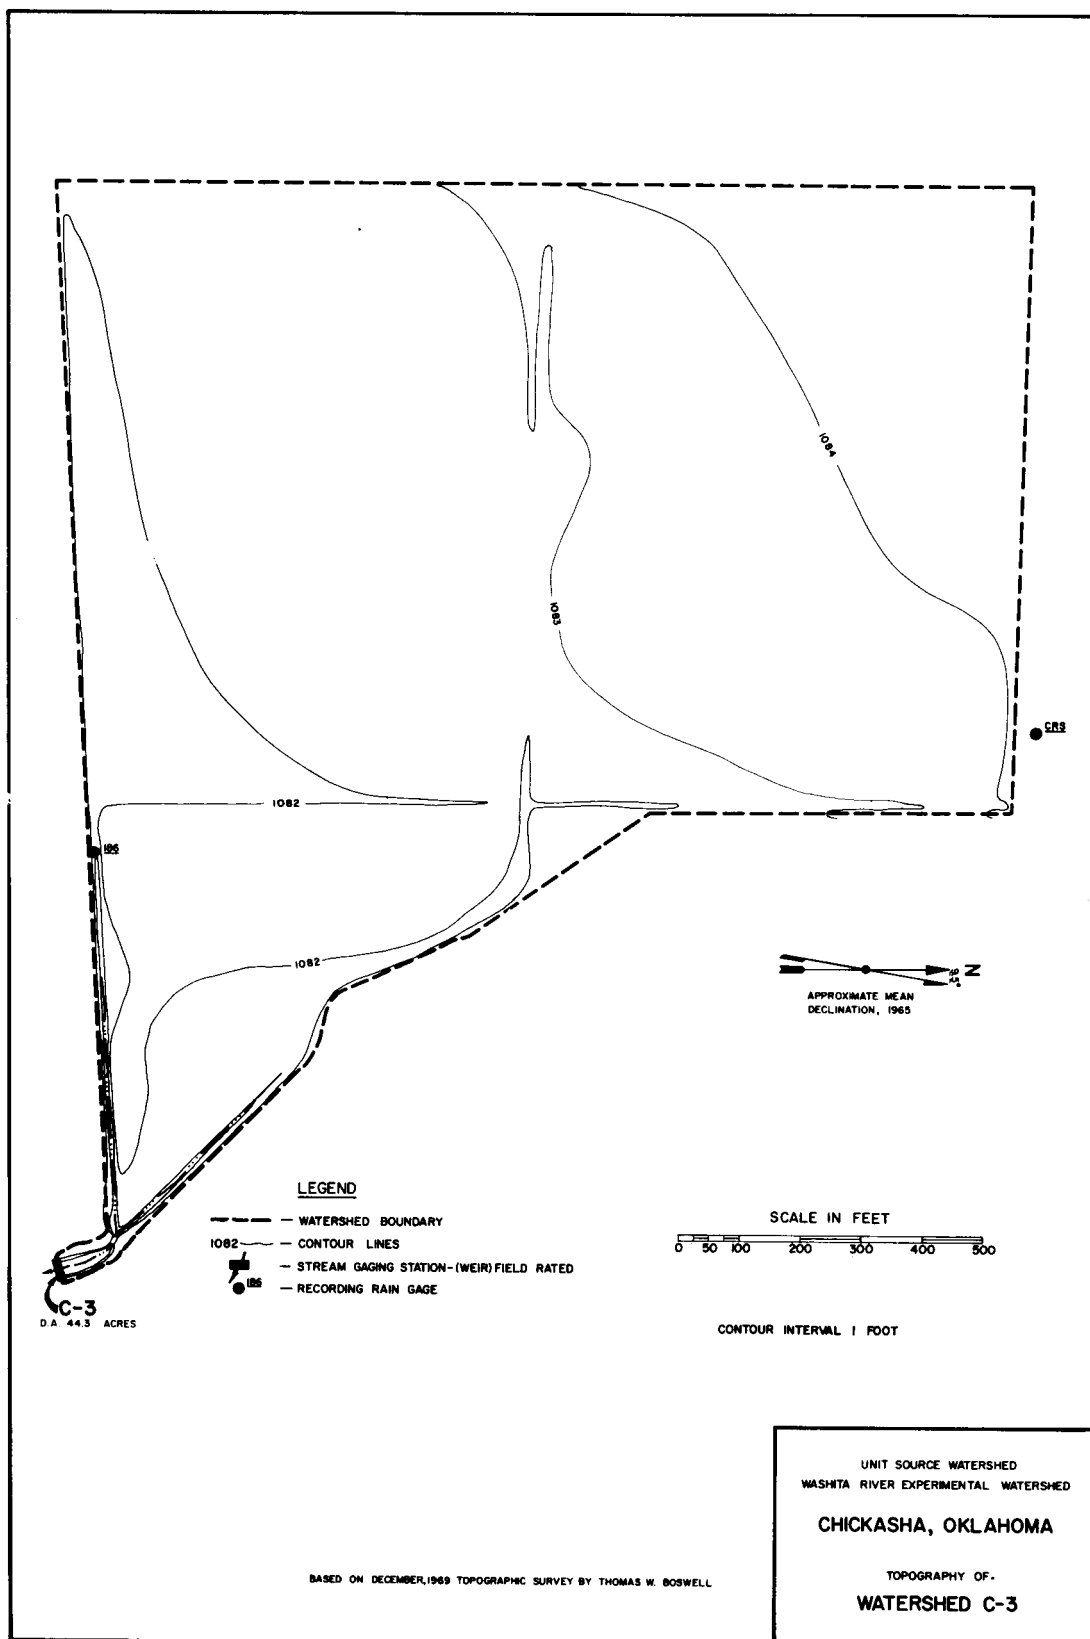 1084
1083
CRS
1082
186
1082
9.5°
N
APPROXIMATE MEAN
DECLINATION, 1965
LEGEND
— WATERSHED BOUNDARY
1082 — CONTOUR LINES
— STREAM GAGING STATION-(WEIR) FIELD RATED
186 — RECORDING RAIN GAGE
C-3
D.A. 44.3 ACRES
SCALE IN FEET
0 50 100 200 300 400 500
CONTOUR INTERVAL 1 FOOT
UNIT SOURCE WATERSHED
WASHITA RIVER EXPERIMENTAL WATERSHED
CHICKASHA, OKLAHOMA
TOPOGRAPHY OF-
WATERSHED C-3
BASED ON DECEMBER,1969 TOPOGRAPHIC SURVEY BY THOMAS W. BOSWELL